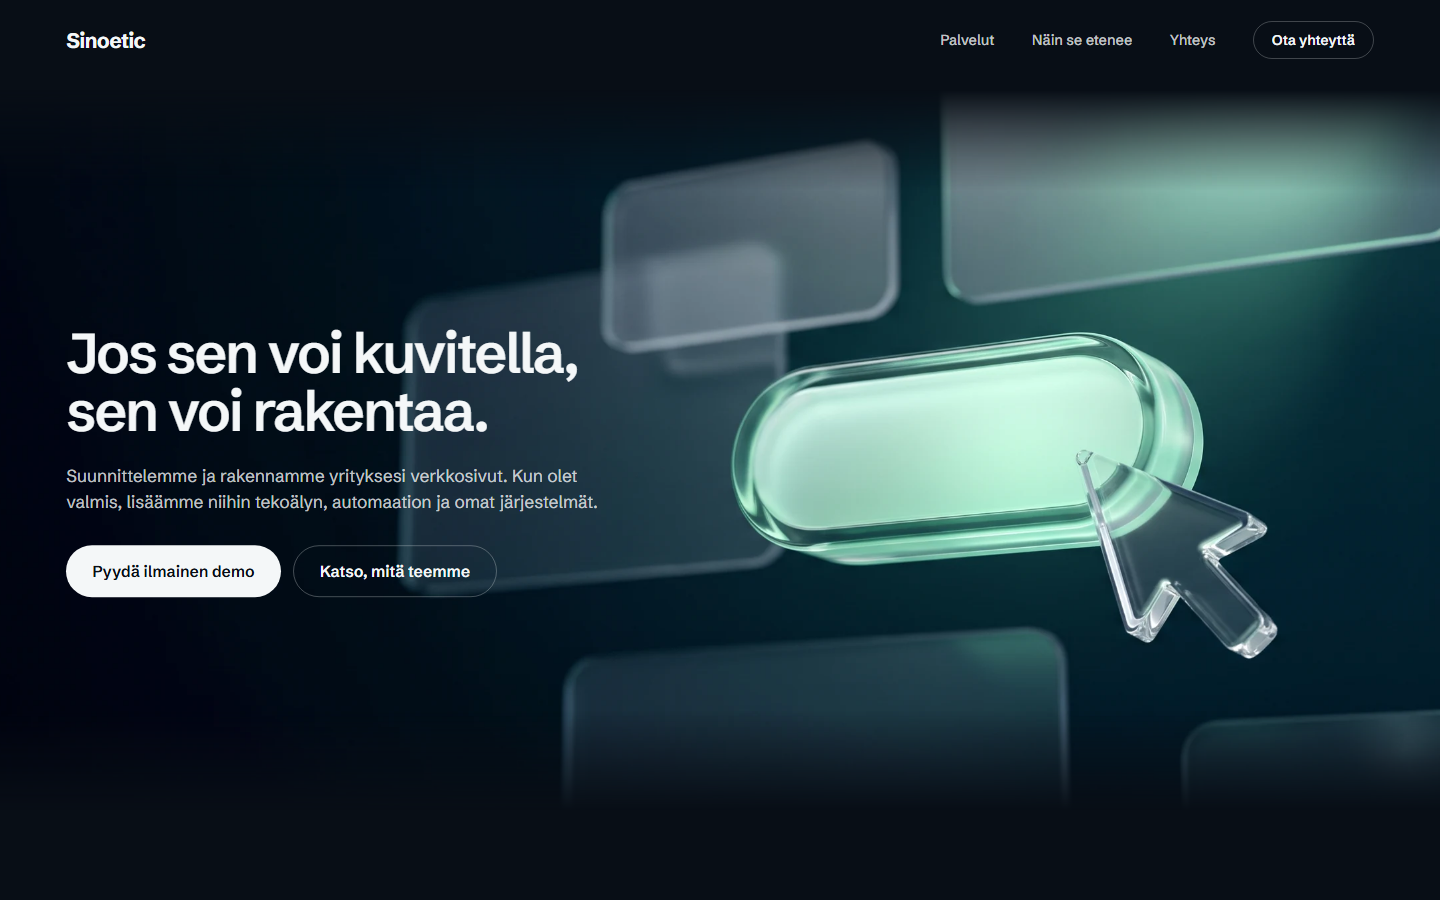 Sinoetic
Palvelut
Näin se etenee
Yhteys
Ota yhteyttä
Jos sen voi kuvitella,
sen voi rakentaa.
Suunnittelemme ja rakennamme yrityksesi verkkosivut. Kun olet
valmis, lisäämme niihin tekoälyn, automaation ja omat järjestelmät.
Pyydä ilmainen demo
Katso, mitä teemme